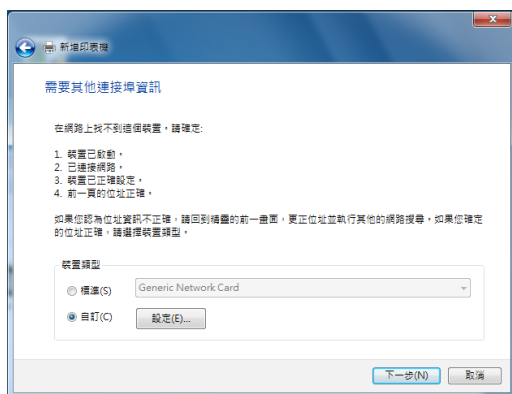 新增印表機
需要其他連接埠資訊
在網路上找不到這個裝置，請確定:
1. 裝置已啟動。
2. 已連接網路。
3. 裝置已正確設定。
4. 前一頁的位址正確。
如果您認為位址資訊不正確，請回到精靈的前一畫面，更正位址並執行其他的網路搜尋。如果您確定
的位址正確，請選擇裝置類型。
裝置類型
標準(S)
Generic Network Card
自訂(C)
設定(E)...
下一步(N)
取消